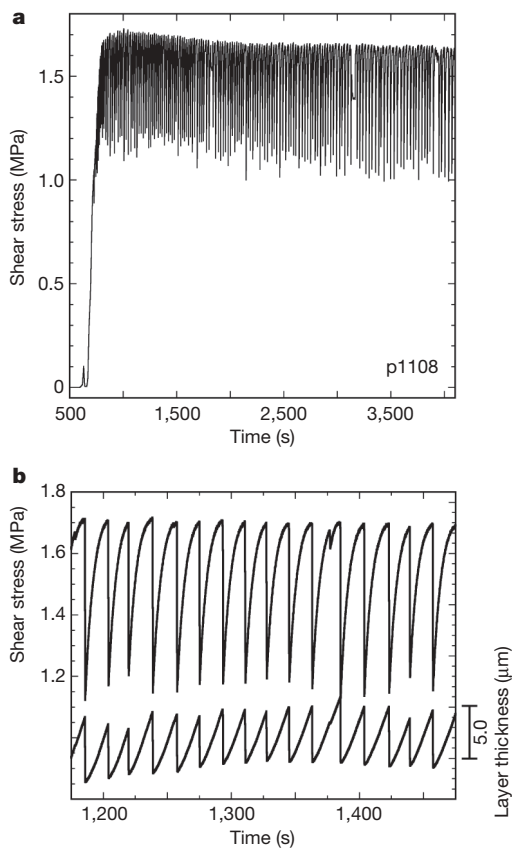 a
Shear stress (MPa)
1.5
1.0
0.5
0
p1108
500
1,500
2,500
3,500
Time (s)
b
Shear stress (MPa)
1.8
1.6
1.4
1.2
5.0
Layer thickness (μm)
1,200
1,300
1,400
Time (s)